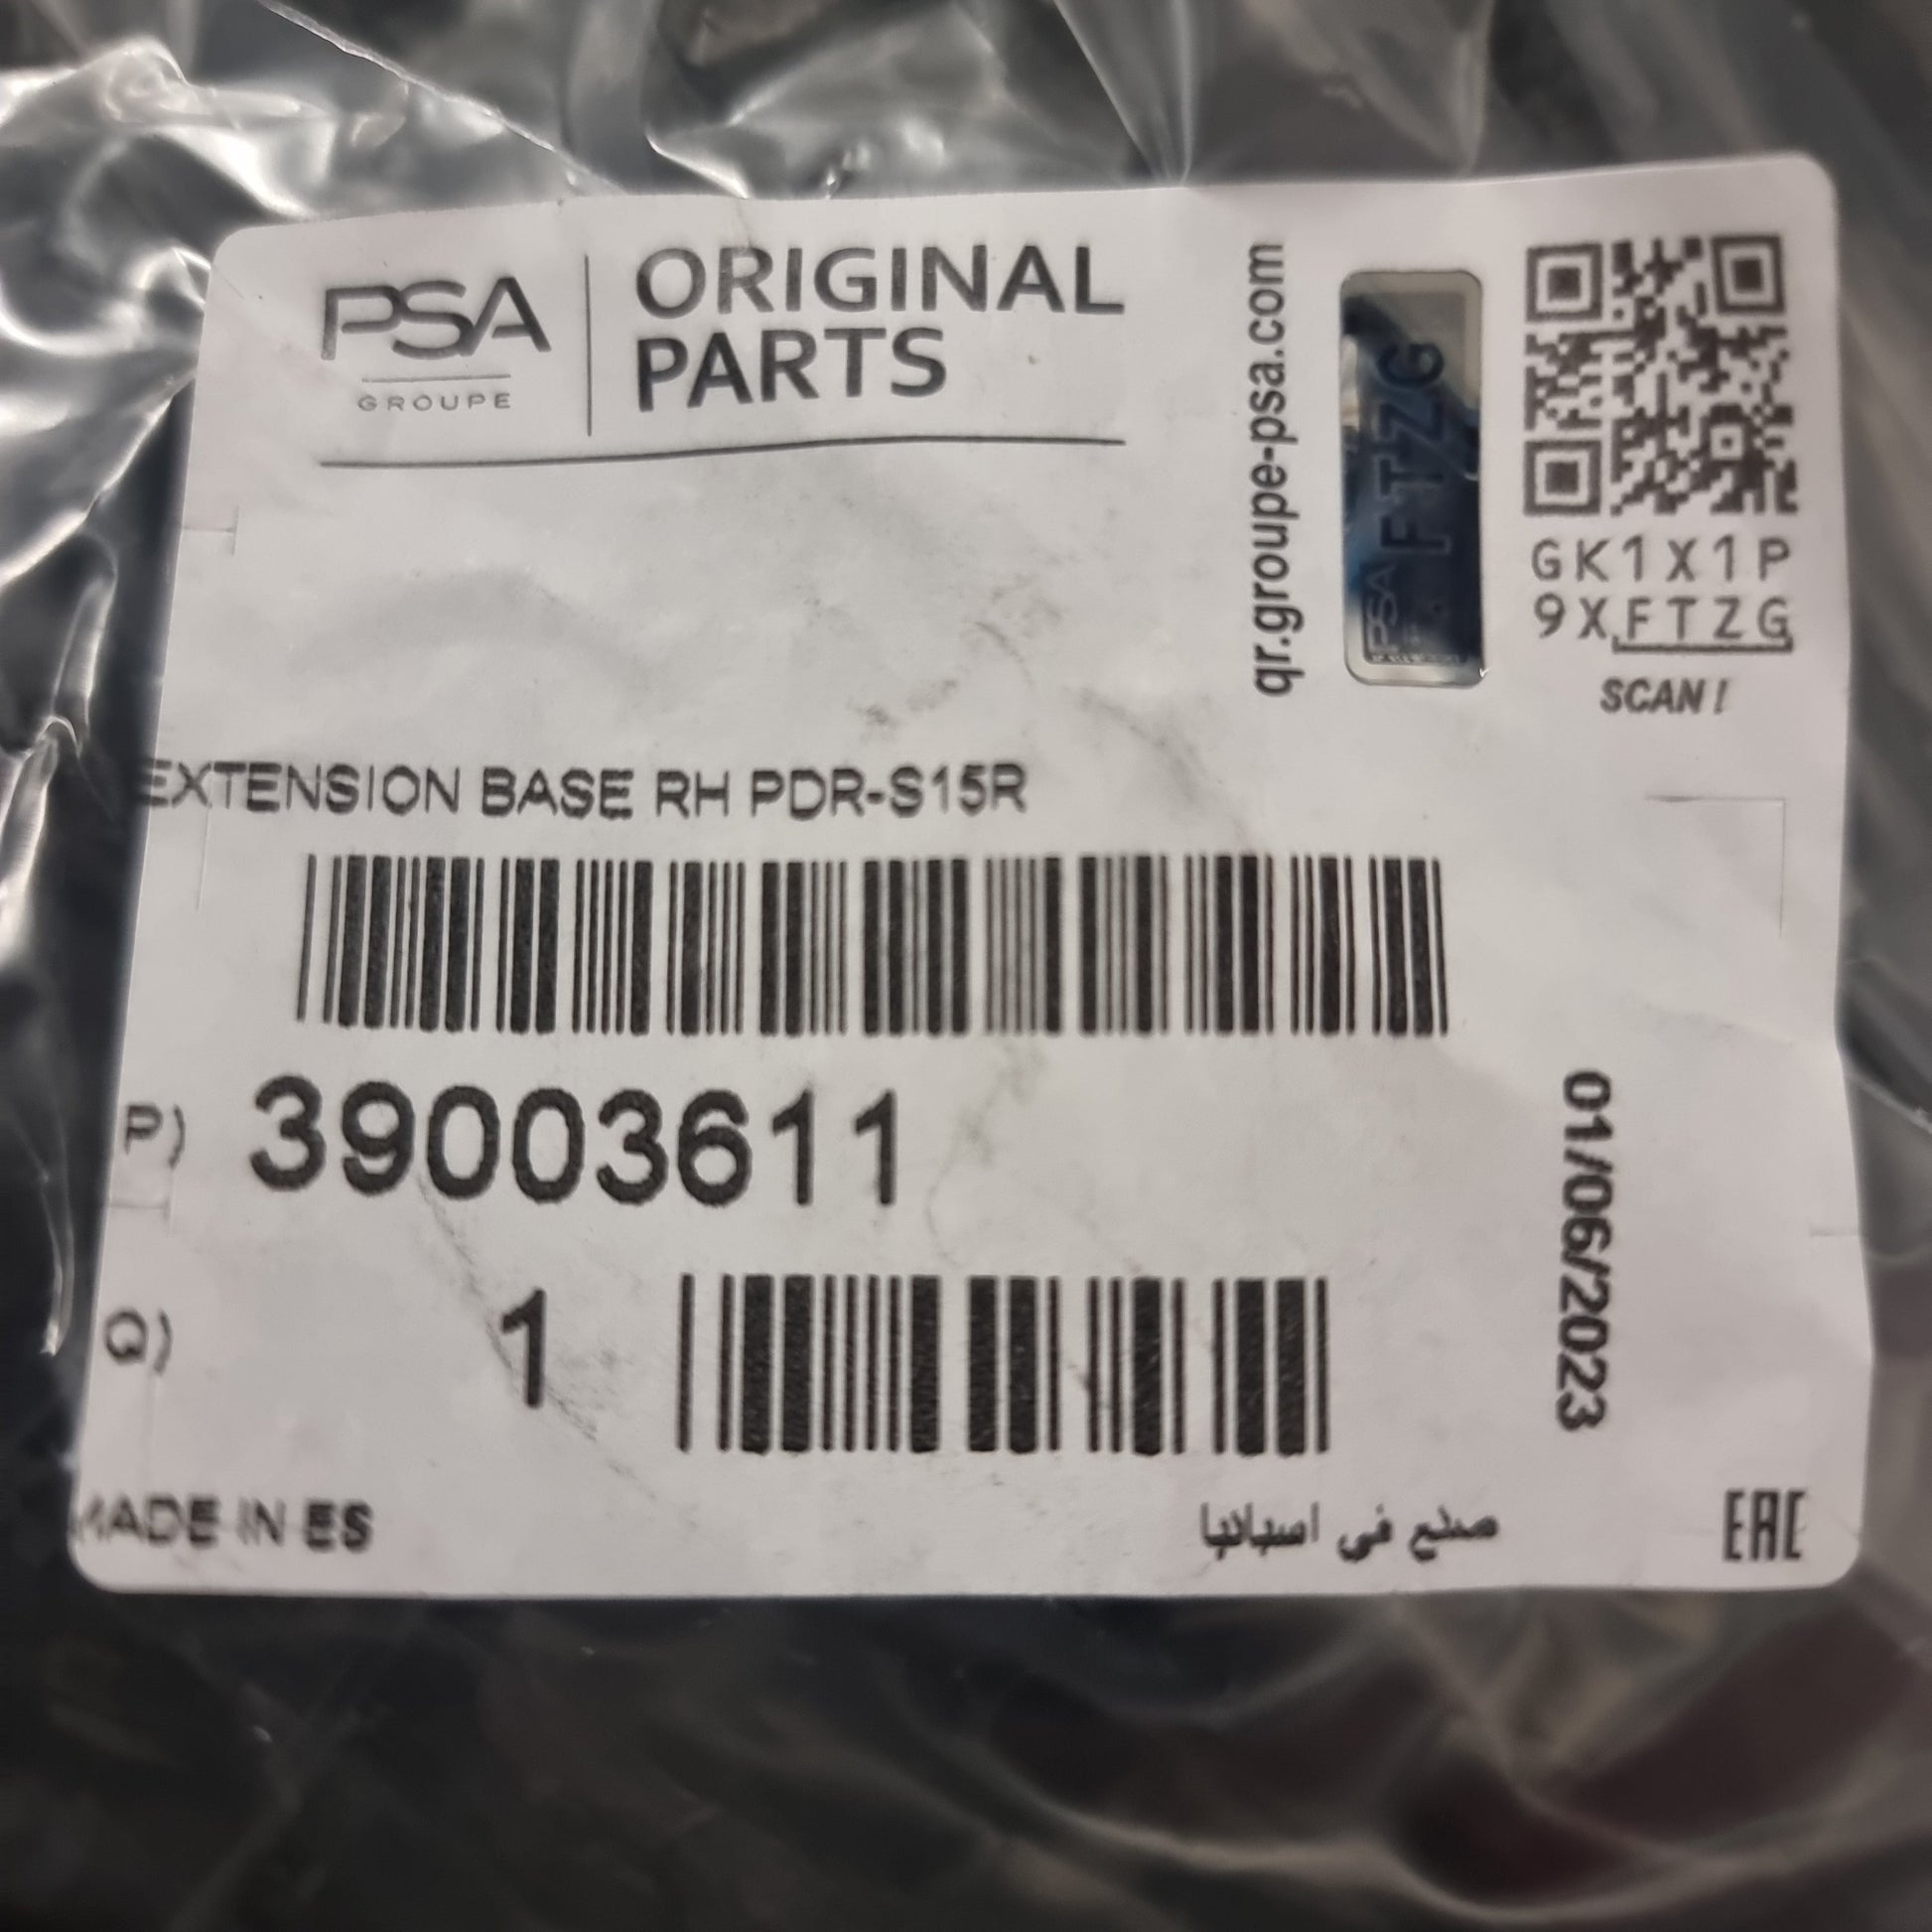 PSA
GROUPE
ORIGINAL
PARTS
qr.groupe-psa.com
FTZG
PSA
GK1X1P
9XFTZG
SCAN!
EXTENSION BASE RH PDR-S15R
P) 39003611
Q) 1
01/06/2023
MADE IN ES
صنع في اسبانيا
EAC